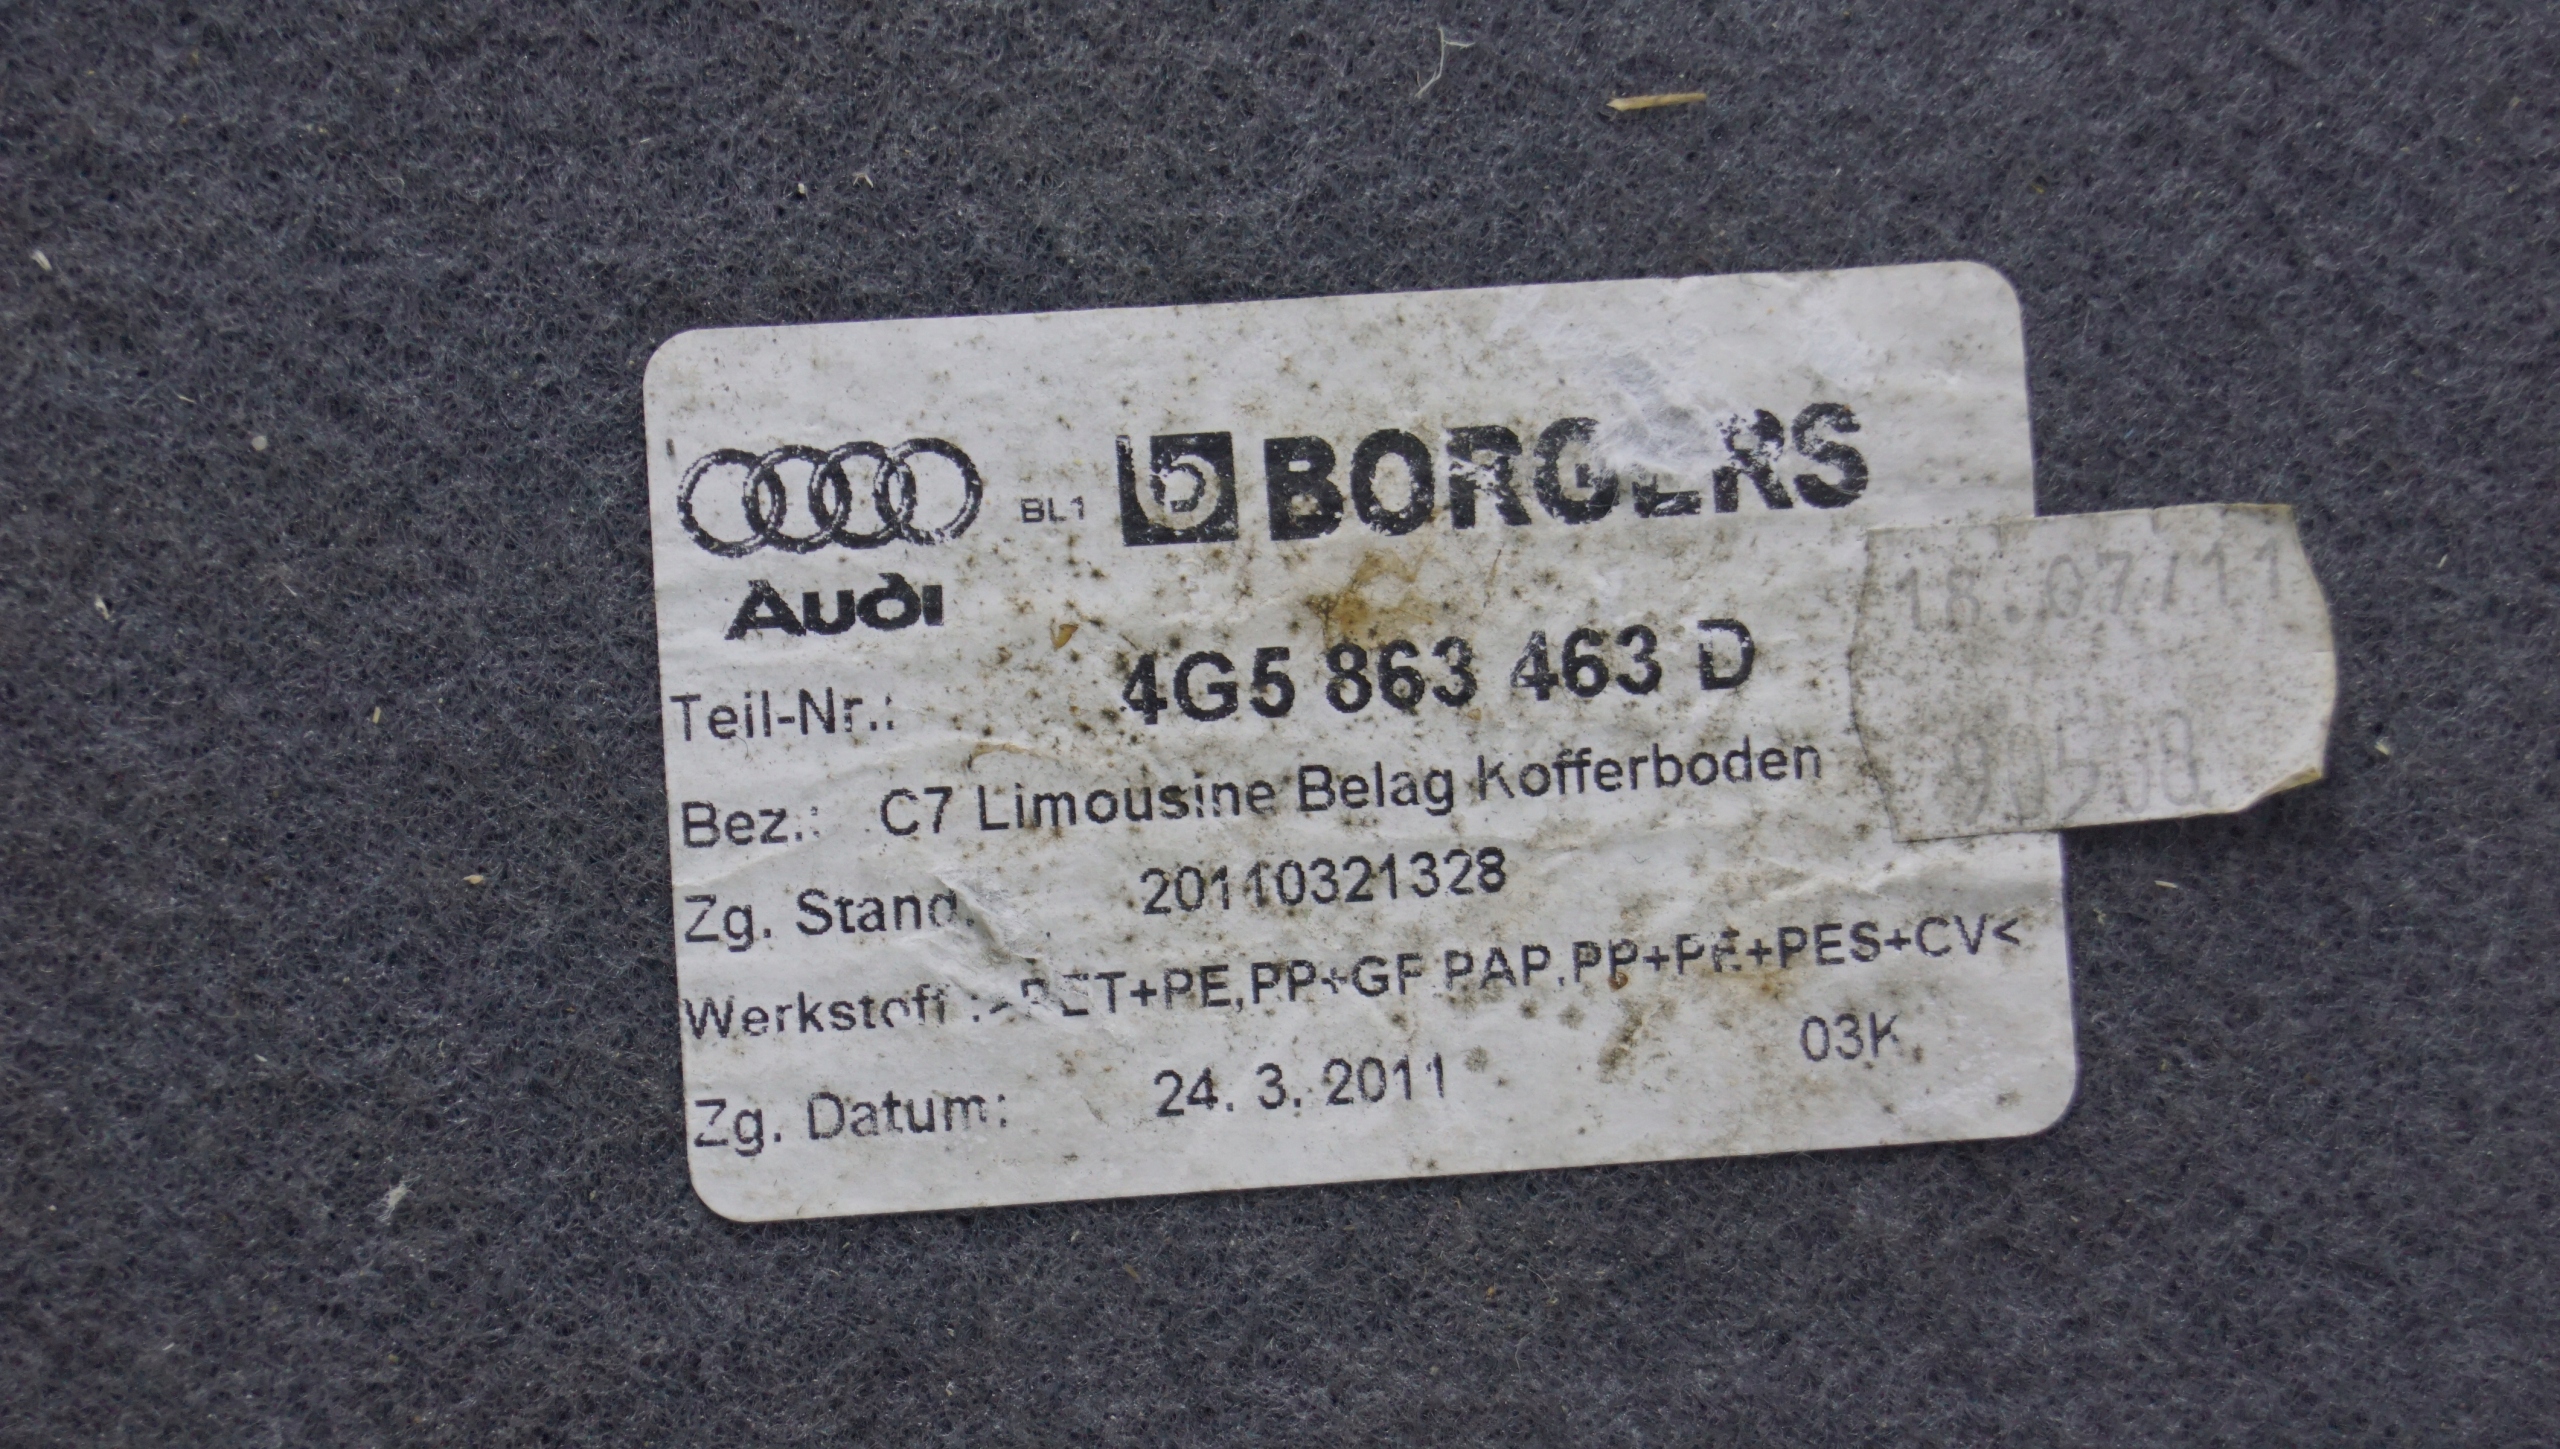 BL1 BORGERS
Audi
Teil-Nr.: 4G5 863 463 D
Bez.: C7 Limousine Belag Kofferboden
Zg. Stand: 20110321328
Werkstoff :>PET+PE,PP+GF,PAP,PP+PE+PES+CV<
03K
Zg. Datum: 24. 3. 2011